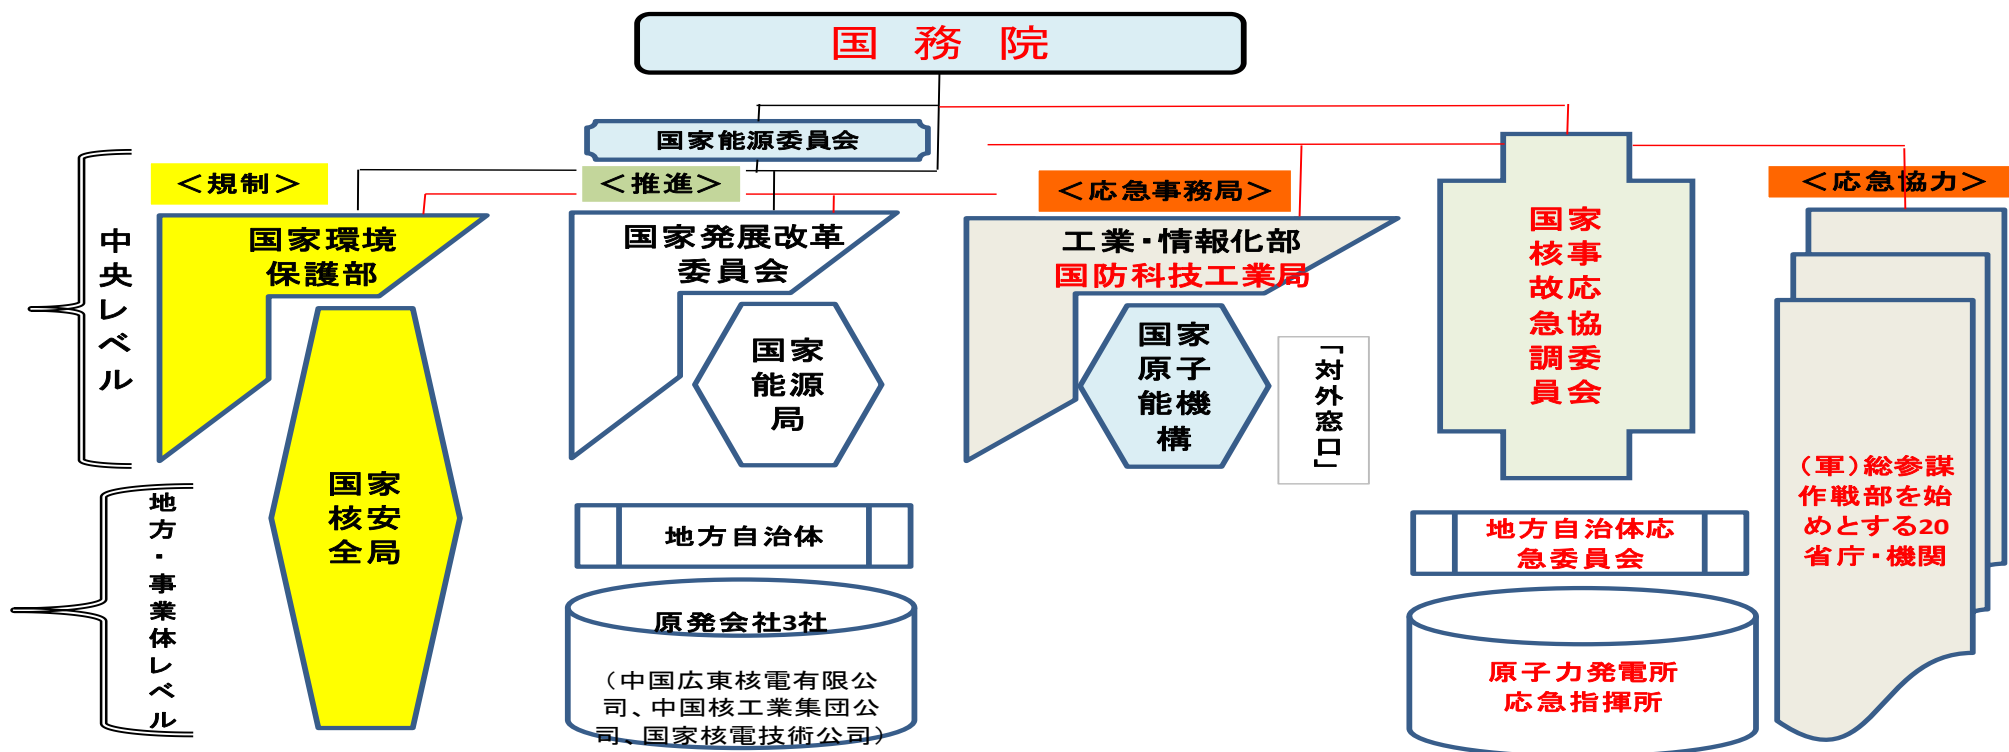 国 務 院
国家能源委員会
＜規制＞
＜推進＞
＜応急事務局＞
＜応急協力＞
中央レベル
国家環境
保護部
国家発展改革
委員会
工業・情報化部
国防科技工業局
国家
核事
故応
急協
調委
員会
国家
能源
局
国家
原子
能機
構
「対外窓口」
地方・事業体レベル
国家
核安
全局
（軍）総参謀
作戦部を始
めとする20
省庁・機関
地方自治体
地方自治体応
急委員会
原発会社3社
（中国広東核電有限公
司、中国核工業集団公
司、国家核電技術公司）
原子力発電所
応急指揮所